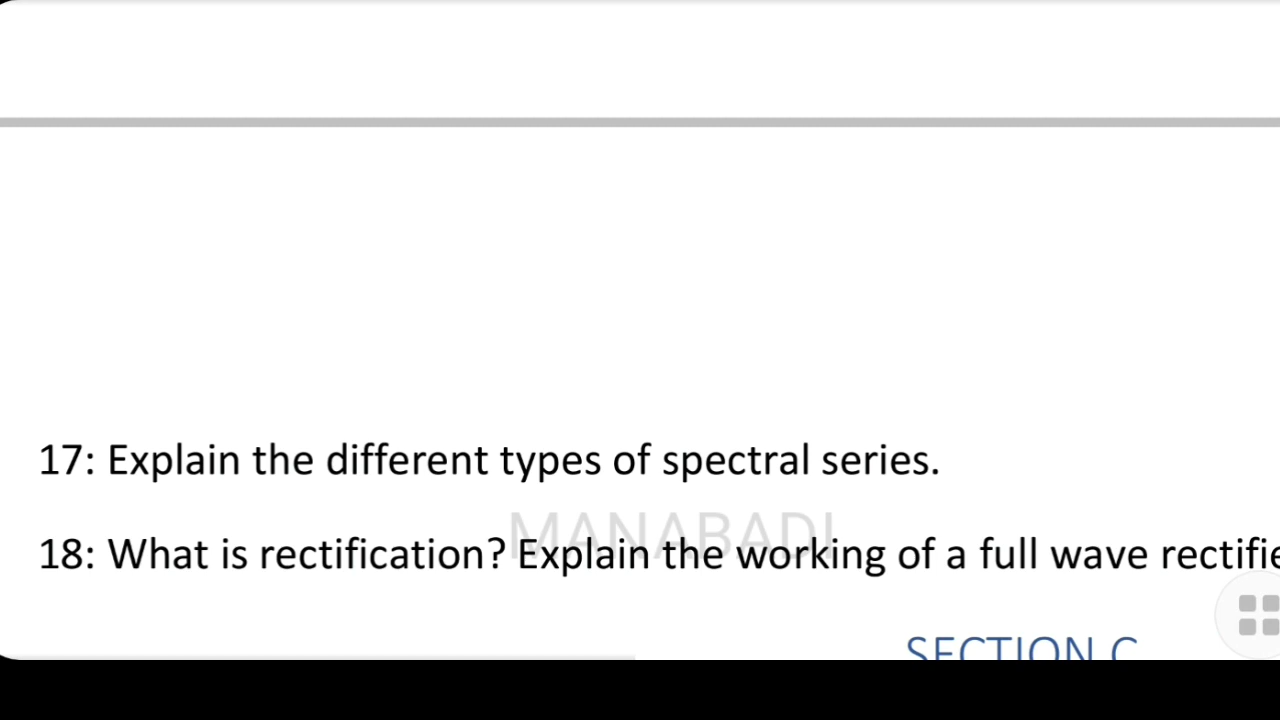 17: Explain the different types of spectral series.
MANABADI
18: What is rectification? Explain the working of a full wave
SECTION C